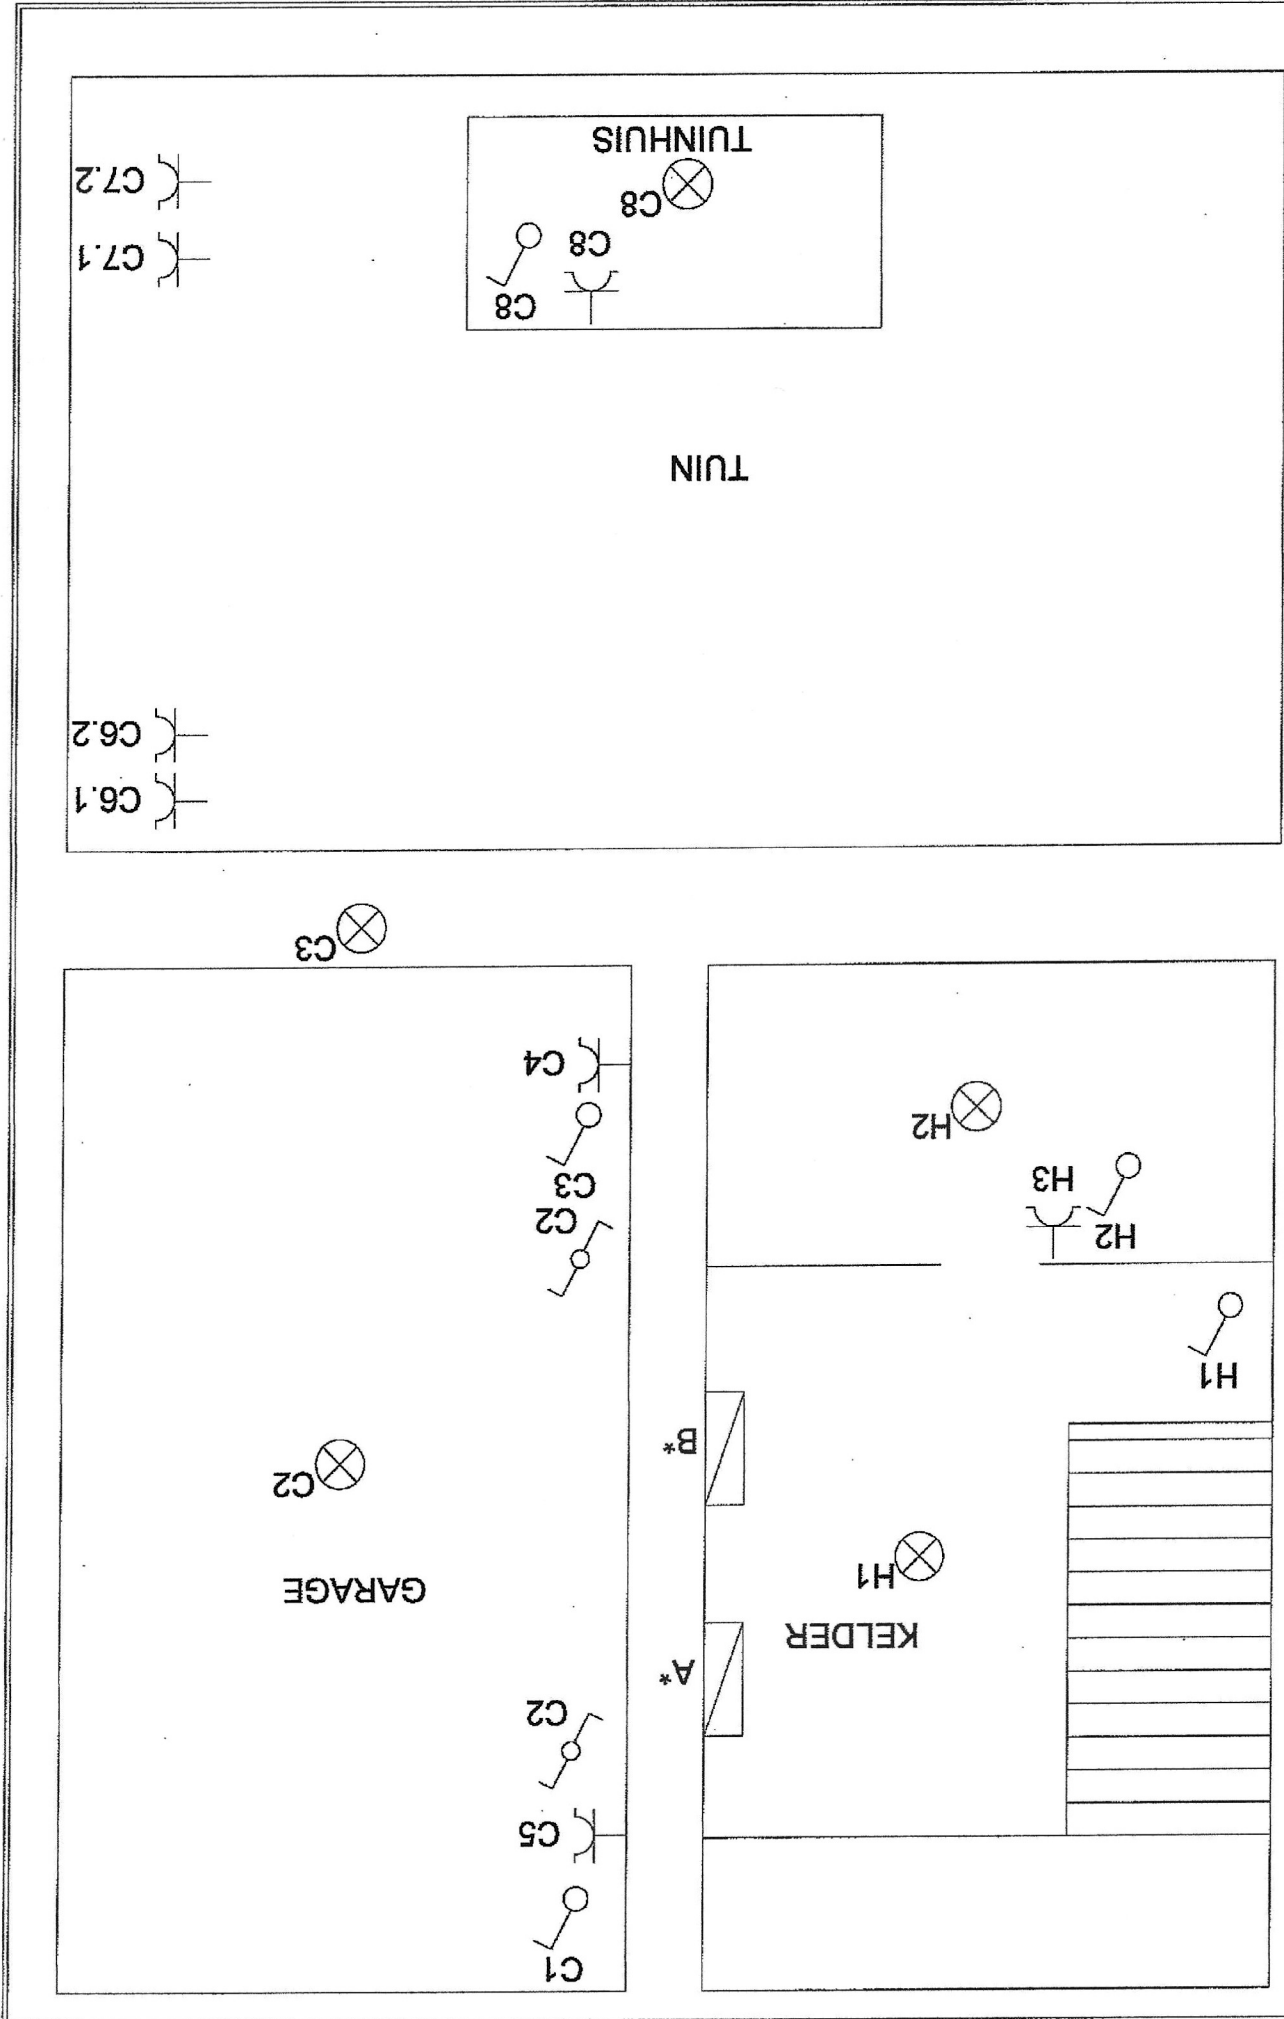 KELDER
H1
A*
B*
H1
H2
H3
H2
C1
C5
C2
GARAGE
C2
C2
C3
C4
C3
C6.1
C6.2
TUIN
C8
C8
C8
TUINHUIS
C7.1
C7.2